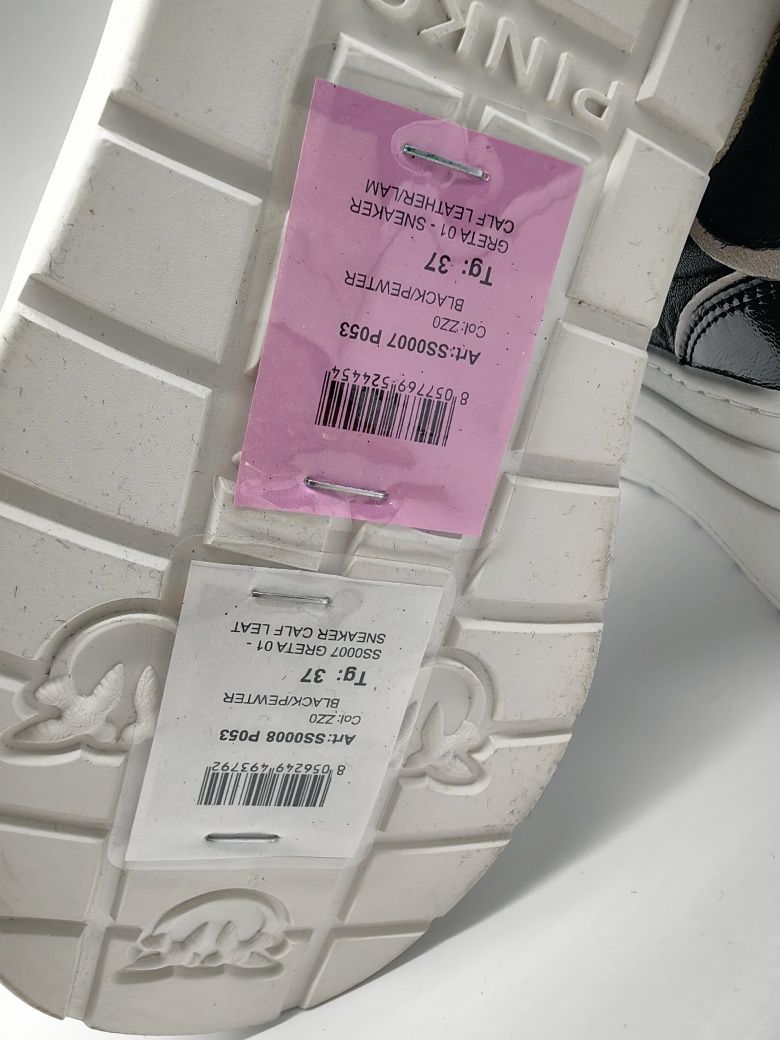 PINKO
GRETA 01 - SNEAKER
CALF LEATHER/LAM
Tg: 37
BLACK/PEWTER
Col:ZZ0
Art:SS0007 P053
8 057769 524454
SS0007 GRETA 01 -
SNEAKER CALF LEAT
Tg: 37
BLACK/PEWTER
Col:ZZ0
Art:SS0008 P053
8 056249 493792